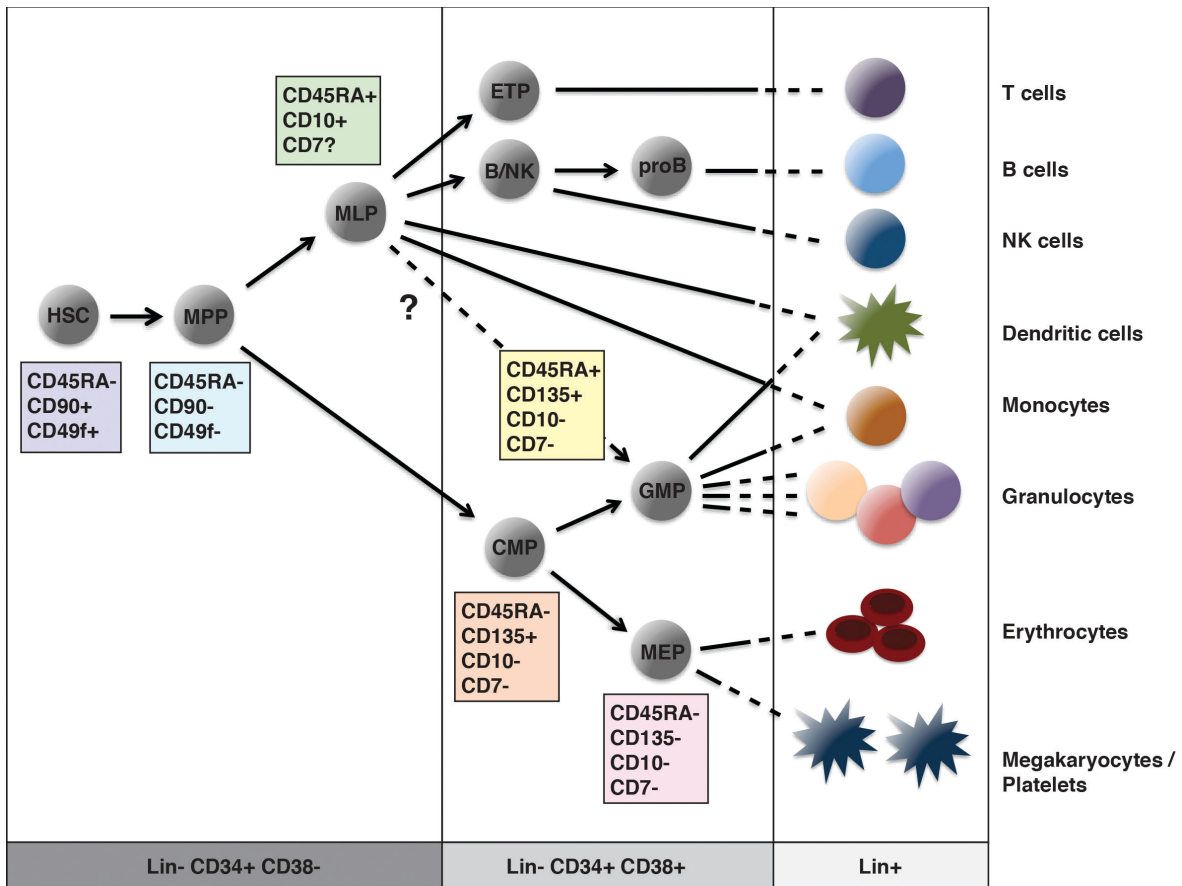 CD45RA+
CD10+
CD7?
ETP
T cells
B/NK
proB
B cells
MLP
NK cells
HSC
MPP
?
Dendritic cells
CD45RA-
CD90+
CD49f+
CD45RA-
CD90-
CD49f-
CD45RA+
CD135+
CD10-
CD7-
Monocytes
GMP
Granulocytes
CMP
CD45RA-
CD135+
CD10-
CD7-
MEP
Erythrocytes
CD45RA-
CD135-
CD10-
CD7-
Megakaryocytes /
Platelets
Lin- CD34+ CD38-
Lin- CD34+ CD38+
Lin+